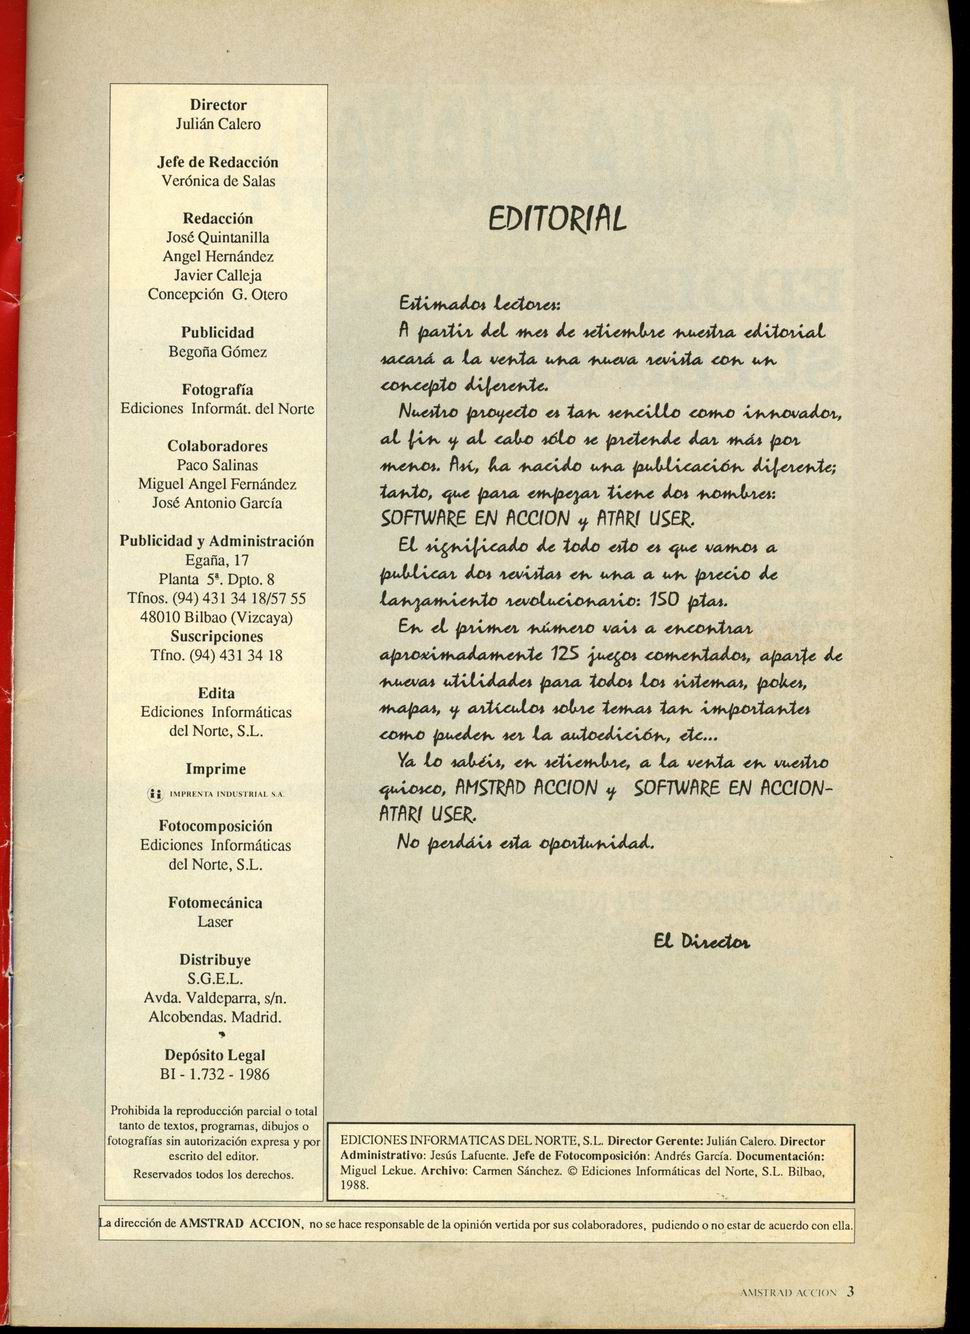 Director
Julián Calero
Jefe de Redacción
Verónica de Salas
Redacción
José Quintanilla
Angel Hernández
Javier Calleja
Concepción G. Otero
Publicidad
Begoña Gómez
Fotografía
Ediciones Informát. del Norte
Colaboradores
Paco Salinas
Miguel Angel Fernández
José Antonio García
Publicidad y Administración
Egaña, 17
Planta 5ª. Dpto. 8
Tfnos. (94) 431 34 18/57 55
48010 Bilbao (Vizcaya)
Suscripciones
Tfno. (94) 431 34 18
Edita
Ediciones Informáticas
del Norte, S.L.
Imprime
IMPRENTA INDUSTRIAL S.A.
Fotocomposición
Ediciones Informáticas
del Norte, S.L.
Fotomecánica
Laser
Distribuye
S.G.E.L.
Avda. Valdeparra, s/n.
Alcobendas. Madrid.
Depósito Legal
BI - 1.732 - 1986
Prohibida la reproducción parcial o total
tanto de textos, programas, dibujos o
fotografías sin autorización expresa y por
escrito del editor.
Reservados todos los derechos.
EDITORIAL
Estimados lectores:
A partir del mes de setiembre nuestra editorial
sacará a la venta una nueva revista con un
concepto diferente.
Nuestro proyecto es tan sencillo como innovador,
al fin y al cabo sólo se pretende dar más por
menos. Así, ha nacido una publicación diferente;
tanto, que para empezar tiene dos nombres:
SOFTWARE EN ACCION y ATARI USER.
El significado de todo esto es que vamos a
publicar dos revistas en una a un precio de
lanzamiento revolucionario: 150 ptas.
En el primer número vais a encontrar
aproximadamente 125 juegos comentados, aparte de
nuevas utilidades para todos los sistemas, pokes,
mapas, y artículos sobre temas tan importantes
como pueden ser la autoedición, etc...
Ya lo sabéis, en setiembre, a la venta en vuestro
quiosco, AMSTRAD ACCION y SOFTWARE EN ACCION-
ATARI USER.
No perdáis esta oportunidad.
El Director
EDICIONES INFORMATICAS DEL NORTE, S.L. Director Gerente: Julián Calero. Director
Administrativo: Jesús Lafuente. Jefe de Fotocomposición: Andrés García. Documentación:
Miguel Lekue. Archivo: Carmen Sánchez. © Ediciones Informáticas del Norte, S.L. Bilbao,
1988.
La dirección de AMSTRAD ACCION, no se hace responsable de la opinión vertida por sus colaboradores, pudiendo o no estar de acuerdo con ella.
AMSTRAD ACCION 3